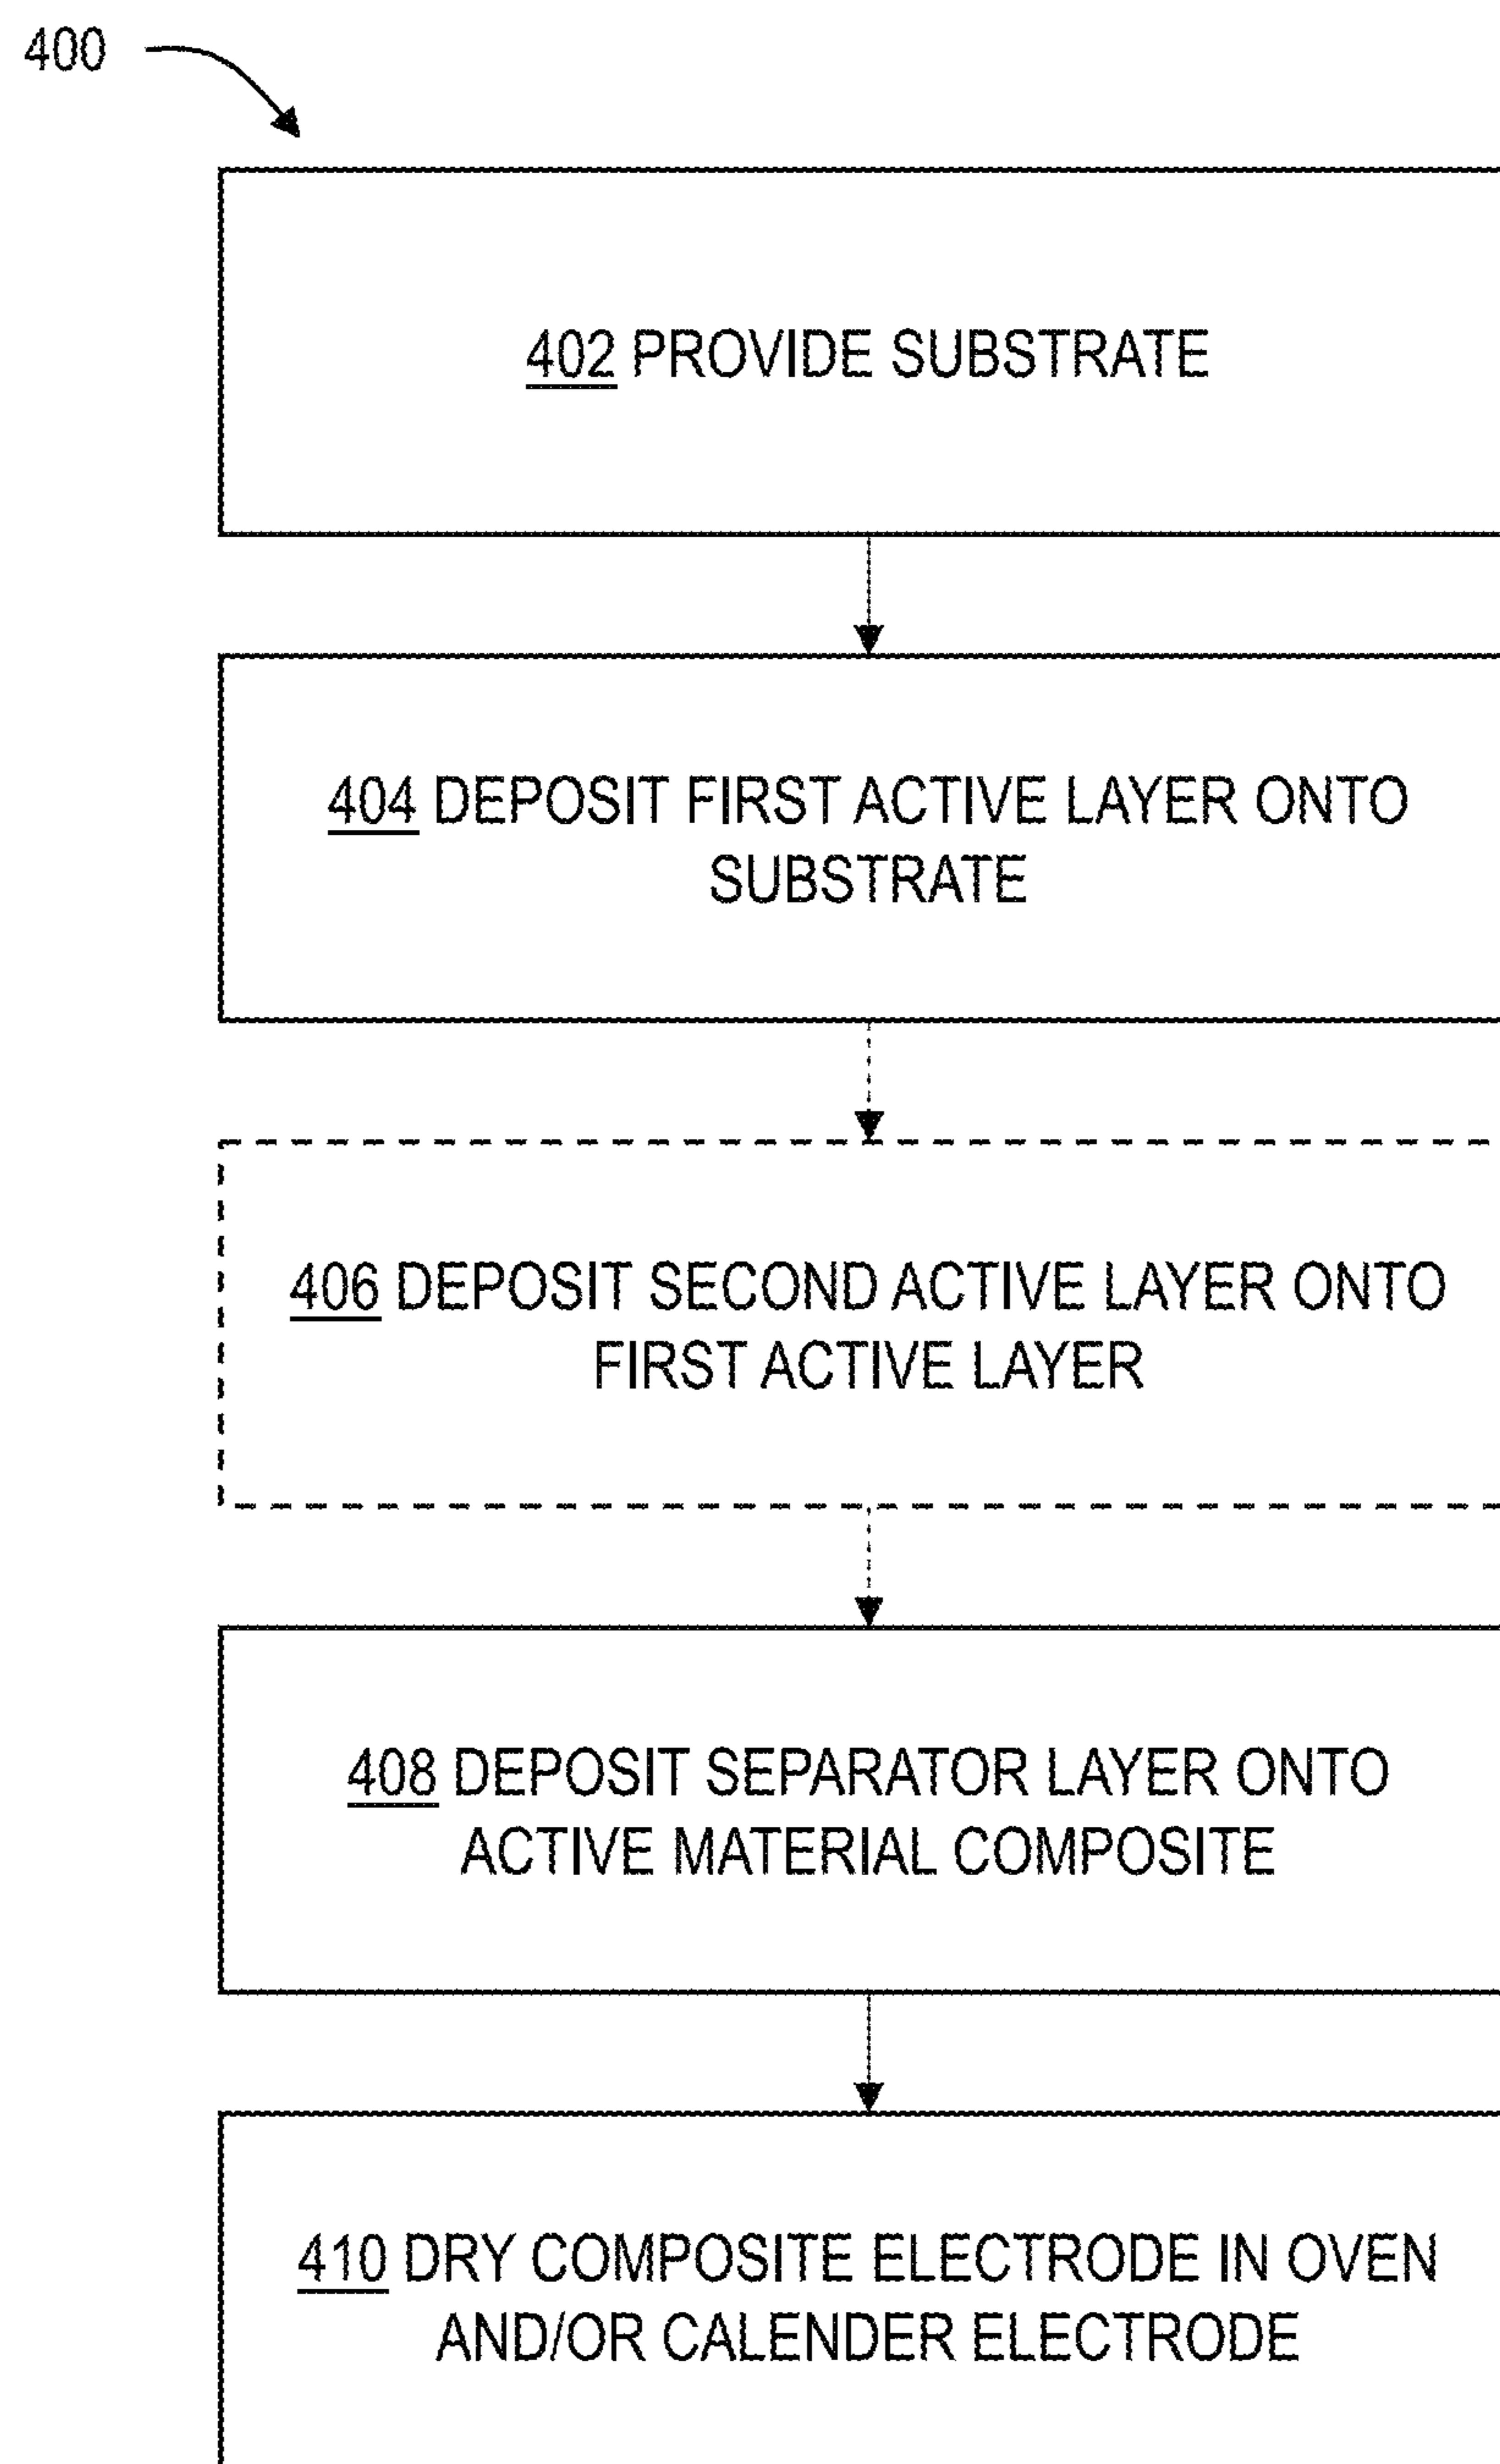 400
402 PROVIDE SUBSTRATE
404 DEPOSIT FIRST ACTIVE LAYER ONTO
SUBSTRATE
406 DEPOSIT SECOND ACTIVE LAYER ONTO
FIRST ACTIVE LAYER
408 DEPOSIT SEPARATOR LAYER ONTO
ACTIVE MATERIAL COMPOSITE
410 DRY COMPOSITE ELECTRODE IN OVEN
AND/OR CALENDER ELECTRODE